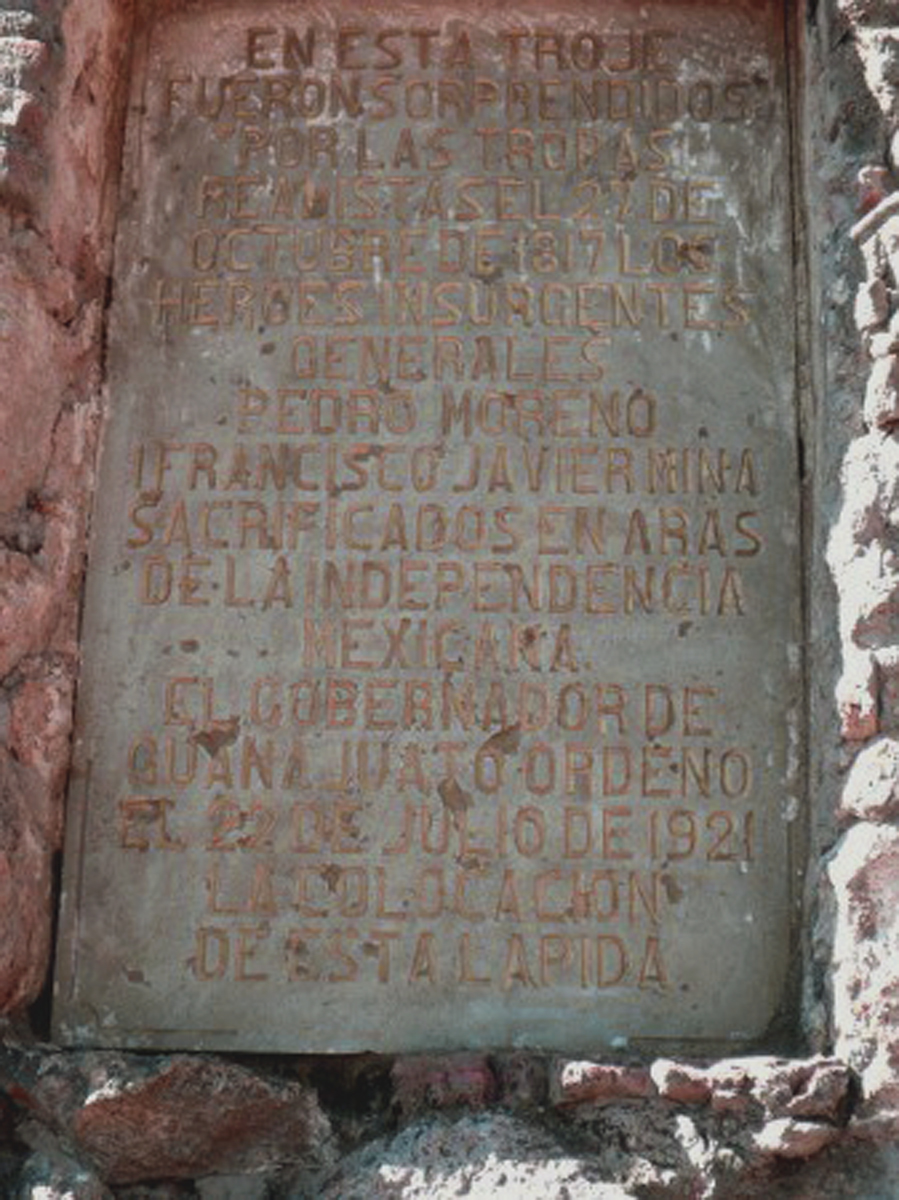 EN ESTA TROJE
FUERON SORPRENDIDOS
POR LAS TROPAS
REALISTAS EL 27 DE
OCTUBRE DE 1817 LOS
HEROES INSURGENTES
GENERALES
PEDRO MORENO
I FRANCISCO JAVIER MINA
SACRIFICADOS EN ARAS
DE LA INDEPENDENCIA
MEXICANA.
EL GOBERNADOR DE
GUANAJUATO ORDENO
EL 22 DE JULIO DE 1921
LA COLOCACION
DE ESTA LAPIDA